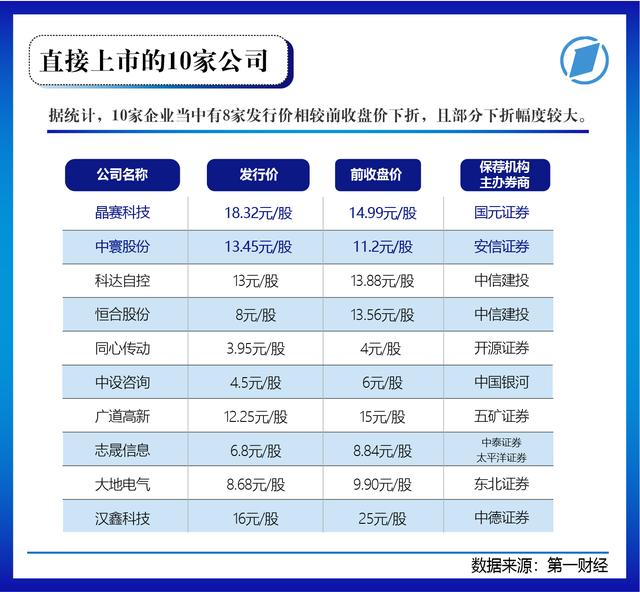 直接上市的10家公司
据统计，10家企业当中有8家发行价相较前收盘价下折，且部分下折幅度较大。
公司名称 发行价 前收盘价 保荐机构
主办券商
晶赛科技 18.32元/股 14.99元/股 国元证券
中寰股份 13.45元/股 11.2元/股 安信证券
科达自控 13元/股 13.88元/股 中信建投
恒合股份 8元/股 13.56元/股 中信建投
同心传动 3.95元/股 4元/股 开源证券
中设咨询 4.5元/股 6元/股 中国银河
广道高新 12.25元/股 15元/股 五矿证券
志晟信息 6.8元/股 8.84元/股 中泰证券
太平洋证券
大地电气 8.68元/股 9.90元/股 东北证券
汉鑫科技 16元/股 25元/股 中德证券
数据来源：第一财经